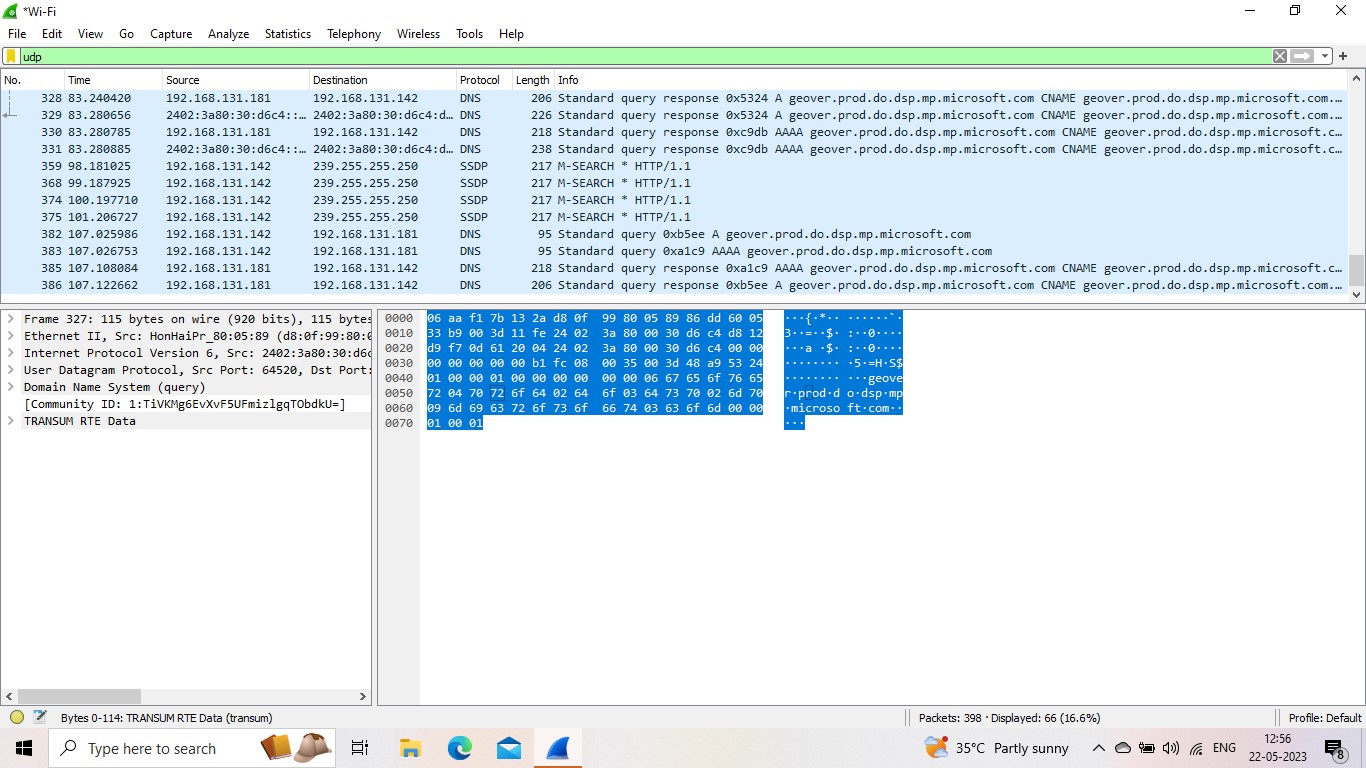 *Wi-Fi
File Edit View Go Capture Analyze Statistics Telephony Wireless Tools Help
udp
No. Time Source Destination Protocol Length Info
328 83.240420 192.168.131.181 192.168.131.142 DNS 206 Standard query response 0x5324 A geover.prod.do.dsp.mp.microsoft.com CNAME geover.prod.do.dsp.mp.microsoft.com.…
329 83.280656 2402:3a80:30:d6c4::… 2402:3a80:30:d6c4:d… DNS 226 Standard query response 0x5324 A geover.prod.do.dsp.mp.microsoft.com CNAME geover.prod.do.dsp.mp.microsoft.com.…
330 83.280785 192.168.131.181 192.168.131.142 DNS 218 Standard query response 0xc9db AAAA geover.prod.do.dsp.mp.microsoft.com CNAME geover.prod.do.dsp.mp.microsoft.c…
331 83.280885 2402:3a80:30:d6c4::… 2402:3a80:30:d6c4:d… DNS 238 Standard query response 0xc9db AAAA geover.prod.do.dsp.mp.microsoft.com CNAME geover.prod.do.dsp.mp.microsoft.c…
359 98.181025 192.168.131.142 239.255.255.250 SSDP 217 M-SEARCH * HTTP/1.1
368 99.187925 192.168.131.142 239.255.255.250 SSDP 217 M-SEARCH * HTTP/1.1
374 100.197710 192.168.131.142 239.255.255.250 SSDP 217 M-SEARCH * HTTP/1.1
375 101.206727 192.168.131.142 239.255.255.250 SSDP 217 M-SEARCH * HTTP/1.1
382 107.025986 192.168.131.142 192.168.131.181 DNS 95 Standard query 0xb5ee A geover.prod.do.dsp.mp.microsoft.com
383 107.026753 192.168.131.142 192.168.131.181 DNS 95 Standard query 0xa1c9 AAAA geover.prod.do.dsp.mp.microsoft.com
385 107.108084 192.168.131.181 192.168.131.142 DNS 218 Standard query response 0xa1c9 AAAA geover.prod.do.dsp.mp.microsoft.com CNAME geover.prod.do.dsp.mp.microsoft.c…
386 107.122662 192.168.131.181 192.168.131.142 DNS 206 Standard query response 0xb5ee A geover.prod.do.dsp.mp.microsoft.com CNAME geover.prod.do.dsp.mp.microsoft.com.…
Frame 327: 115 bytes on wire (920 bits), 115 bytes
Ethernet II, Src: HonHaiPr_80:05:89 (d8:0f:99:80:0
Internet Protocol Version 6, Src: 2402:3a80:30:d6c
User Datagram Protocol, Src Port: 64520, Dst Port:
Domain Name System (query)
[Community ID: 1:TiVKMg6EvXvF5UFmizlgqTObdkU=]
TRANSUM RTE Data
0000 06 aa f1 7b 13 2a d8 0f 99 80 05 89 86 dd 60 05 ···{·*·· ······`·
0010 33 b9 00 3d 11 fe 24 02 3a 80 00 30 d6 c4 d8 12 3··=··$· :··0····
0020 d9 f7 0d 61 20 04 24 02 3a 80 00 30 d6 c4 00 00 ···a ·$· :··0····
0030 00 00 00 00 00 b1 fc 08 00 35 00 3d 48 a9 53 24 ········ ·5·=H·S$
0040 01 00 00 01 00 00 00 00 00 00 06 67 65 6f 76 65 ········ ···geove
0050 72 04 70 72 6f 64 02 64 6f 03 64 73 70 02 6d 70 r·prod·d o·dsp·mp
0060 09 6d 69 63 72 6f 73 6f 66 74 03 63 6f 6d 00 00 ·microso ft·com··
0070 01 00 01 ···
Bytes 0-114: TRANSUM RTE Data (transum)
Packets: 398 · Displayed: 66 (16.6%)
Profile: Default
Type here to search
35°C Partly sunny
ENG
12:56
22-05-2023
8